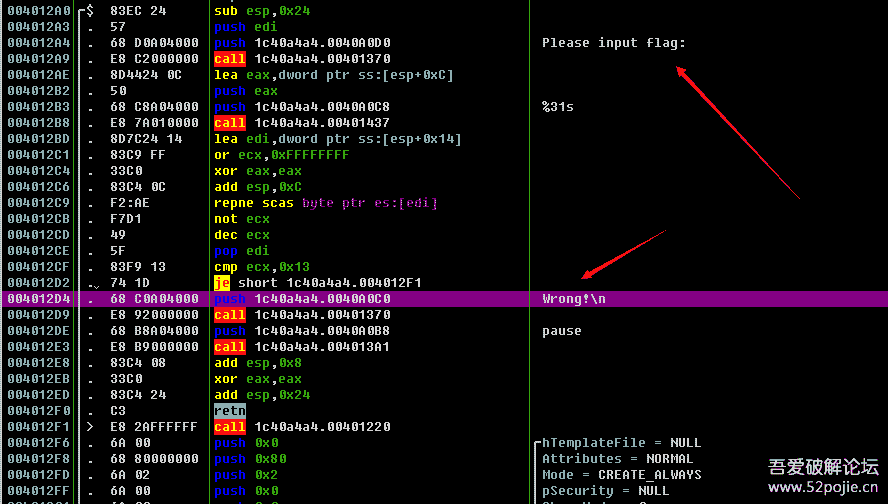 004012A0 $ 83EC 24 sub esp,0x24
004012A3 . 57 push edi
004012A4 . 68 D0A04000 push 1c40a4a4.0040A0D0 Please input flag:
004012A9 . E8 C2000000 call 1c40a4a4.00401370
004012AE . 8D4424 0C lea eax,dword ptr ss:[esp+0xC]
004012B2 . 50 push eax
004012B3 . 68 C8A04000 push 1c40a4a4.0040A0C8 %31s
004012B8 . E8 7A010000 call 1c40a4a4.00401437
004012BD . 8D7C24 14 lea edi,dword ptr ss:[esp+0x14]
004012C1 . 83C9 FF or ecx,0xFFFFFFFF
004012C4 . 33C0 xor eax,eax
004012C6 . 83C4 0C add esp,0xC
004012C9 . F2:AE repne scas byte ptr es:[edi]
004012CB . F7D1 not ecx
004012CD . 49 dec ecx
004012CE . 5F pop edi
004012CF . 83F9 13 cmp ecx,0x13
004012D2 . 74 1D je short 1c40a4a4.004012F1
004012D4 . 68 C0A04000 push 1c40a4a4.0040A0C0 Wrong!\n
004012D9 . E8 92000000 call 1c40a4a4.00401370
004012DE . 68 B8A04000 push 1c40a4a4.0040A0B8 pause
004012E3 . E8 B9000000 call 1c40a4a4.004013A1
004012E8 . 83C4 08 add esp,0x8
004012EB . 33C0 xor eax,eax
004012ED . 83C4 24 add esp,0x24
004012F0 . C3 retn
004012F1 > E8 2AFFFFFF call 1c40a4a4.00401220
004012F6 . 6A 00 push 0x0 hTemplateFile = NULL
004012F8 . 68 80000000 push 0x80 Attributes = NORMAL
004012FD . 6A 02 push 0x2 Mode = CREATE_ALWAYS
004012FF . 6A 00 push 0x0 pSecurity = NULL
吾爱破解论坛
www.52pojie.cn